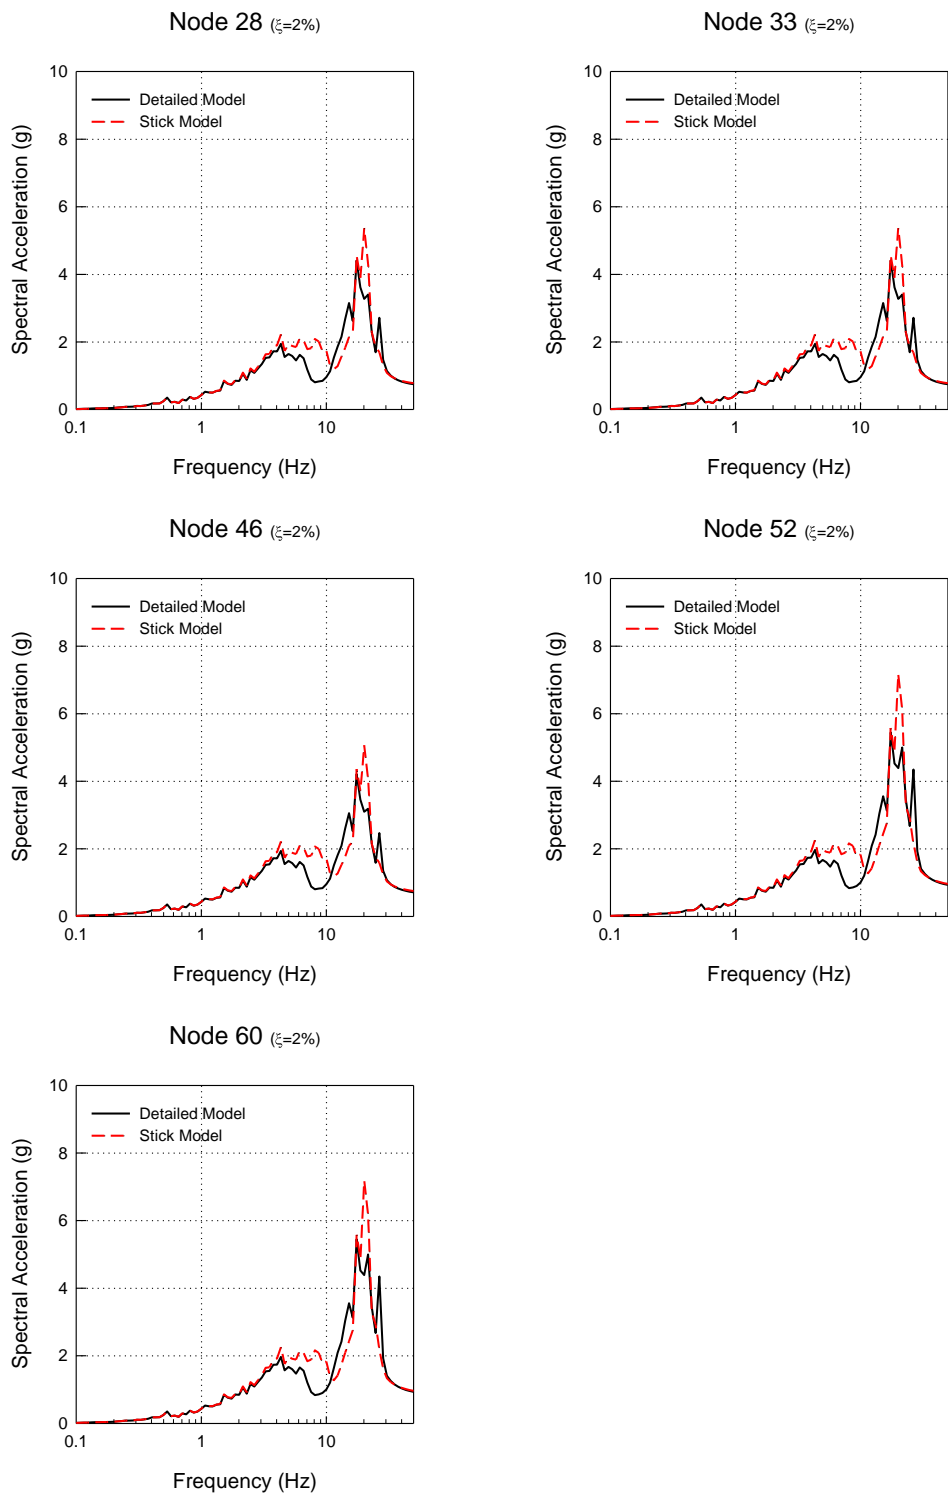 Node 28 (ξ=2%)
10
8
6
4
2
0
0.1
1
10
Spectral Acceleration (g)
Frequency (Hz)
Detailed Model
Stick Model
Node 33 (ξ=2%)
10
8
6
4
2
0
0.1
1
10
Spectral Acceleration (g)
Frequency (Hz)
Detailed Model
Stick Model
Node 46 (ξ=2%)
10
8
6
4
2
0
0.1
1
10
Spectral Acceleration (g)
Frequency (Hz)
Detailed Model
Stick Model
Node 52 (ξ=2%)
10
8
6
4
2
0
0.1
1
10
Spectral Acceleration (g)
Frequency (Hz)
Detailed Model
Stick Model
Node 60 (ξ=2%)
10
8
6
4
2
0
0.1
1
10
Spectral Acceleration (g)
Frequency (Hz)
Detailed Model
Stick Model